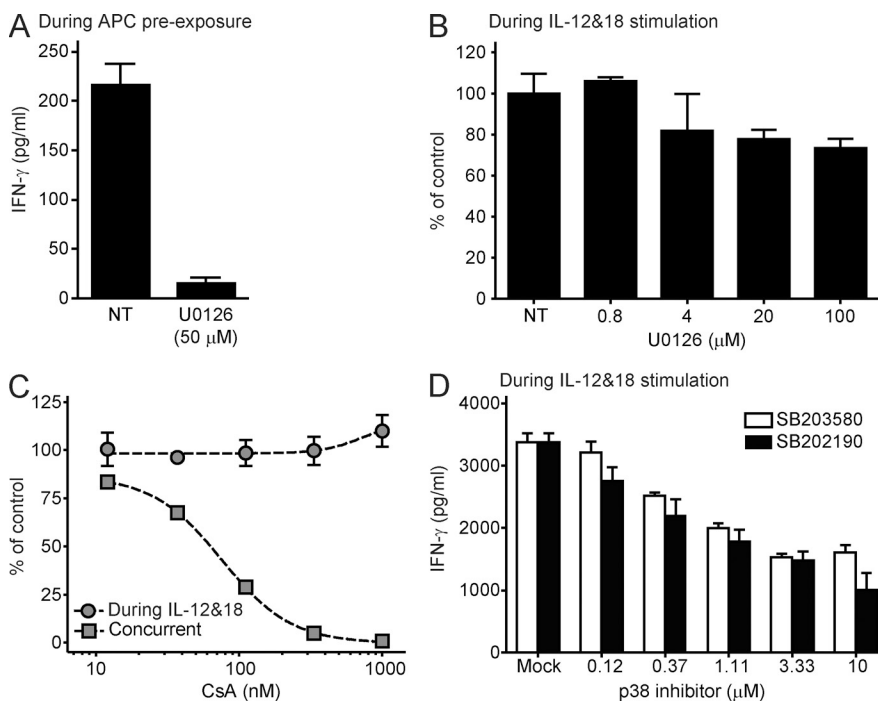 A During APC pre-exposure
250
200
150
100
50
0
IFN-γ (pg/ml)
NT U0126
(50 μM)
B During IL-12&18 stimulation
120
100
80
60
40
20
0
% of control
NT 0.8 4 20 100
U0126 (μM)
C
125
100
75
50
25
0
% of control
During IL-12&18
Concurrent
10 100 1000
CsA (nM)
D During IL-12&18 stimulation
4000
3000
2000
1000
0
IFN-γ (pg/ml)
SB203580
SB202190
Mock 0.12 0.37 1.11 3.33 10
p38 inhibitor (μM)